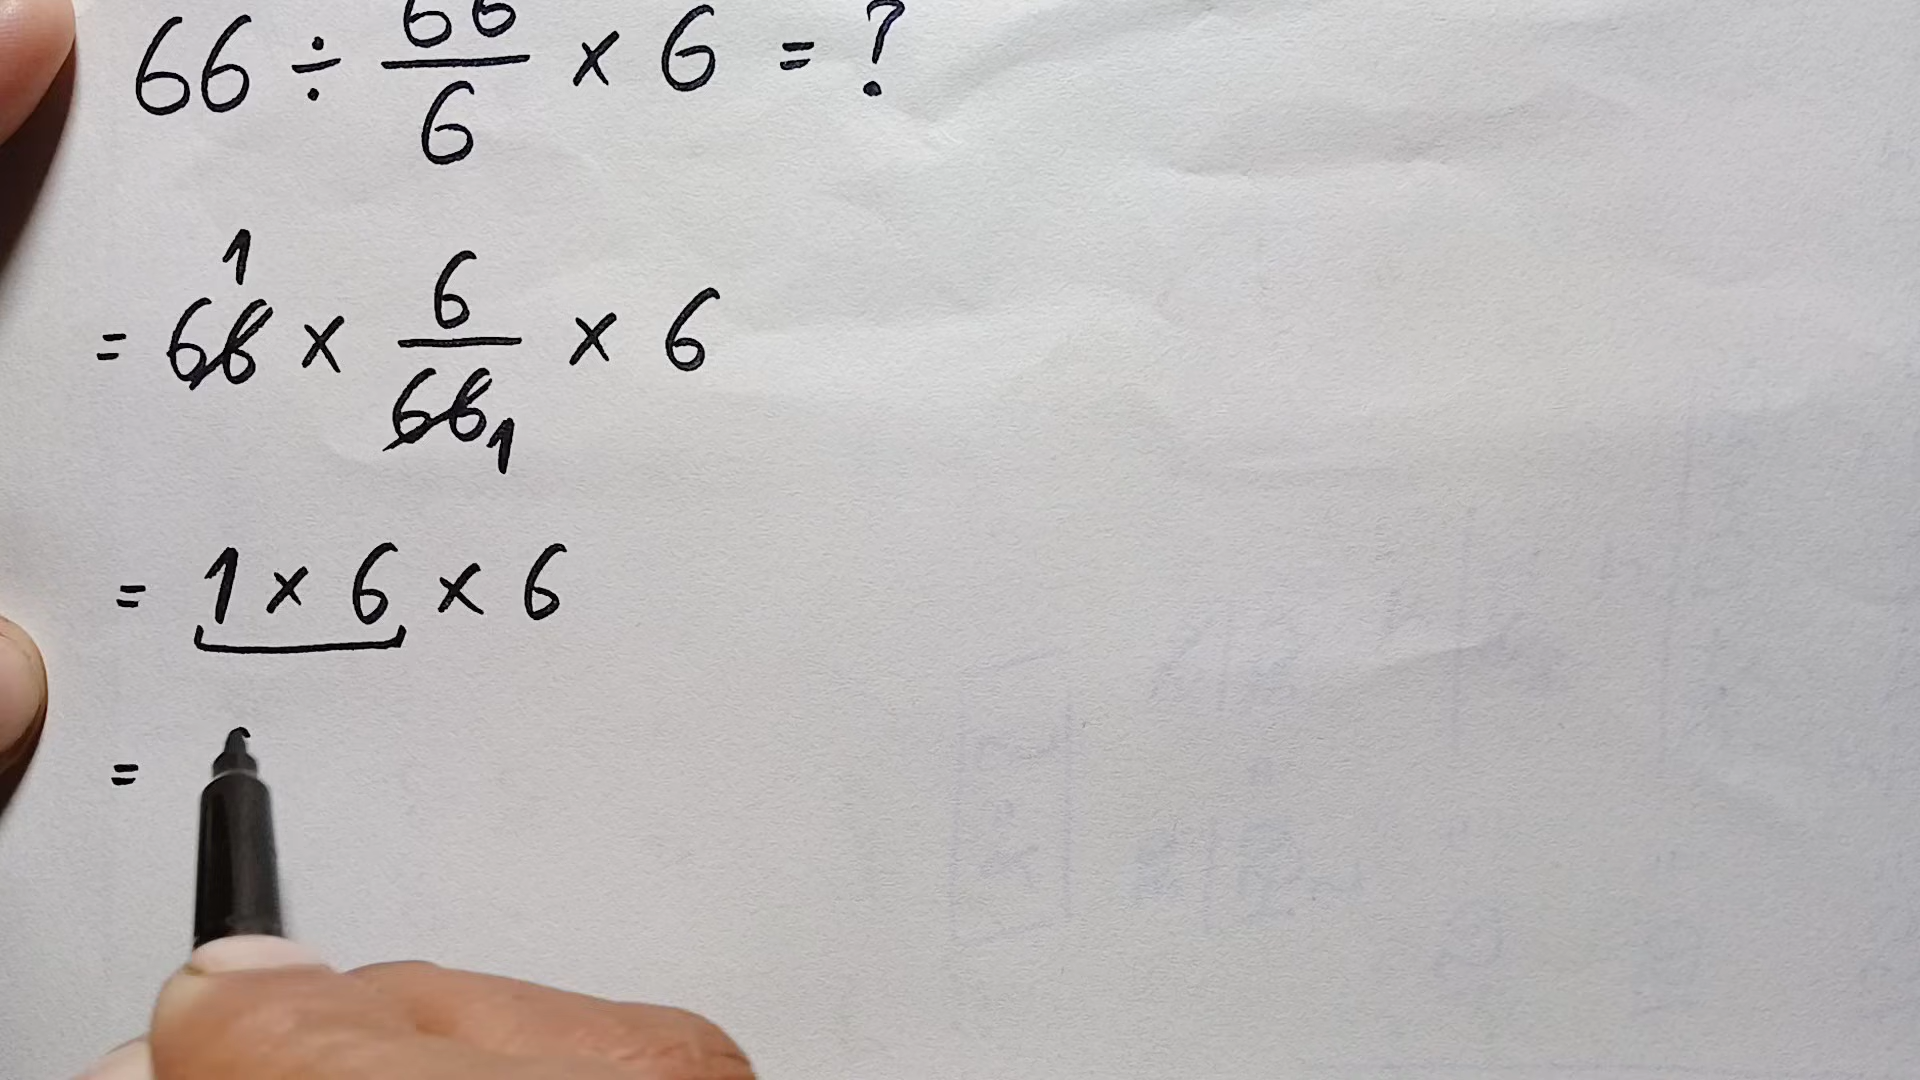 66 ÷ 66/6 × 6 = ?
= 66 1 × 6/66 1 × 6
= 1 × 6 × 6
=